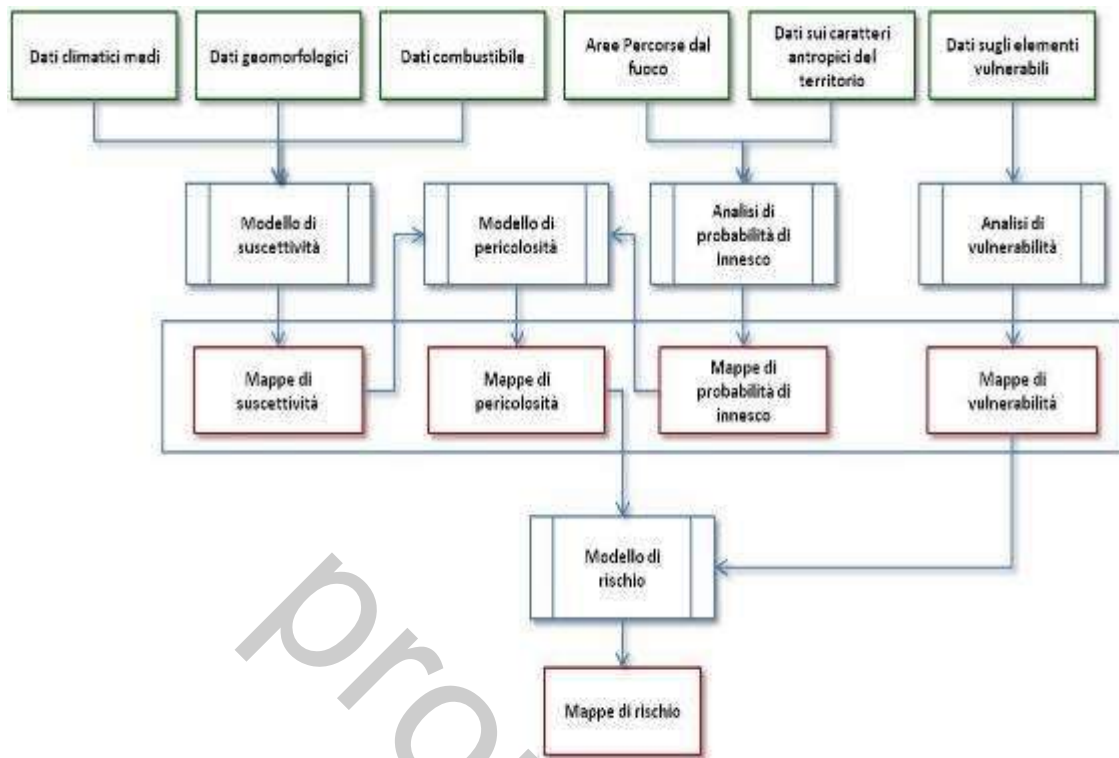 Dati climatici medi
Dati geomorfologici
Dati combustibile
Aree Percorse dal
fuoco
Dati sui caratteri
antropici del
territorio
Dati sugli elementi
vulnerabili
Modello di
suscettività
Modello di
pericolosità
Analisi di
probabilità di
innesco
Analisi di
vulnerabilità
Mappe di
suscettività
Mappe di
pericolosità
Mappe di
probabilità di
innesco
Mappe di
vulnerabilità
Modello di
rischio
Mappe di rischio